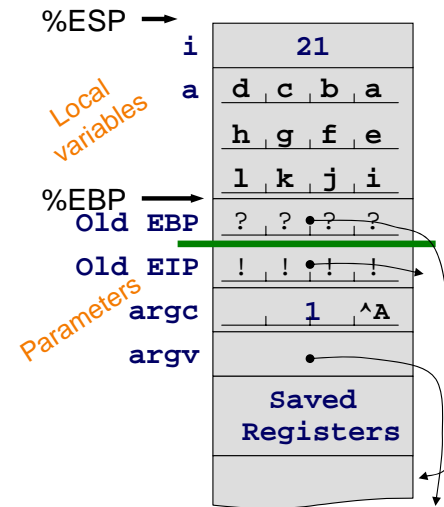 %ESP
i 21
a d c b a
Local variables
h g f e
l k j i
%EBP
Old EBP ? ? ? ?
Old EIP ! ! ! !
Parameters
argc 1 ^A
argv
Saved
Registers